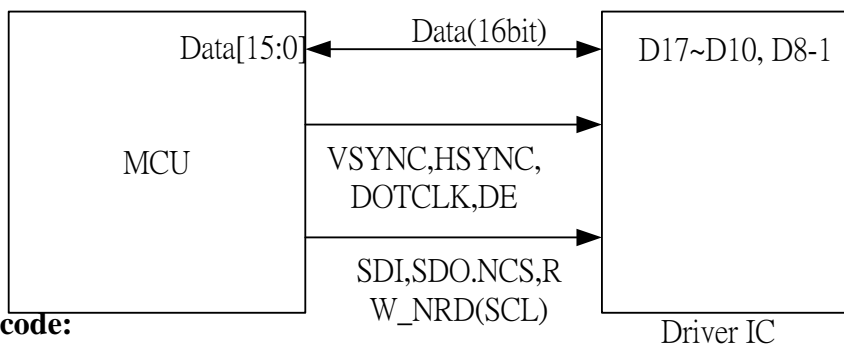 Data[15:0]
Data(16bit)
D17~D10, D8-1
MCU
VSYNC,HSYNC,
DOTCLK,DE
SDI,SDO.NCS,R
W_NRD(SCL)
code:
Driver IC